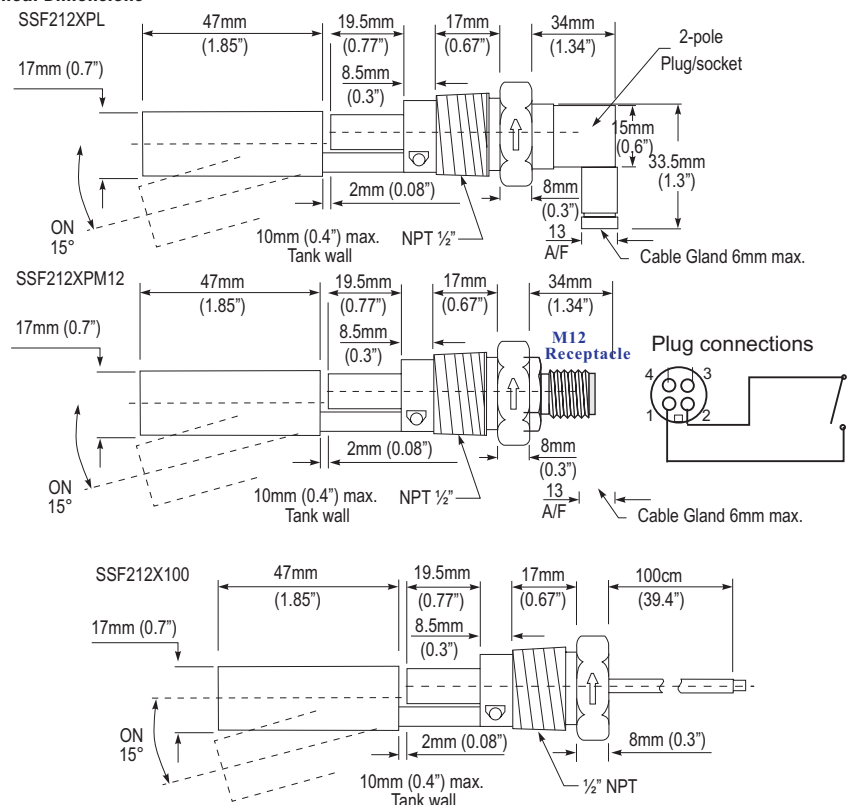 SSF212XPL
47mm
(1.85”)
19.5mm
(0.77”)
17mm
(0.67”)
34mm
(1.34”)
2-pole
Plug/socket
17mm (0.7”)
8.5mm
(0.3”)
15mm
(0,6”)
33.5mm
(1.3”)
2mm (0.08”)
8mm
(0.3”)
ON
15°
10mm (0.4”) max.
Tank wall
NPT ½”
13
A/F
Cable Gland 6mm max.
SSF212XPM12
47mm
(1.85”)
19.5mm
(0.77”)
17mm
(0.67”)
34mm
(1.34”)
17mm (0.7”)
8.5mm
(0.3”)
M12
Receptacle
Plug connections
4 3
1 2
2mm (0.08”)
8mm
(0.3”)
ON
15°
10mm (0.4”) max.
Tank wall
NPT ½”
13
A/F
Cable Gland 6mm max.
SSF212X100
47mm
(1.85”)
19.5mm
(0.77”)
17mm
(0.67”)
100cm
(39.4”)
17mm (0.7”)
8.5mm
(0.3”)
ON
15°
2mm (0.08”)
8mm (0.3”)
10mm (0.4”) max.
Tank wall
½” NPT